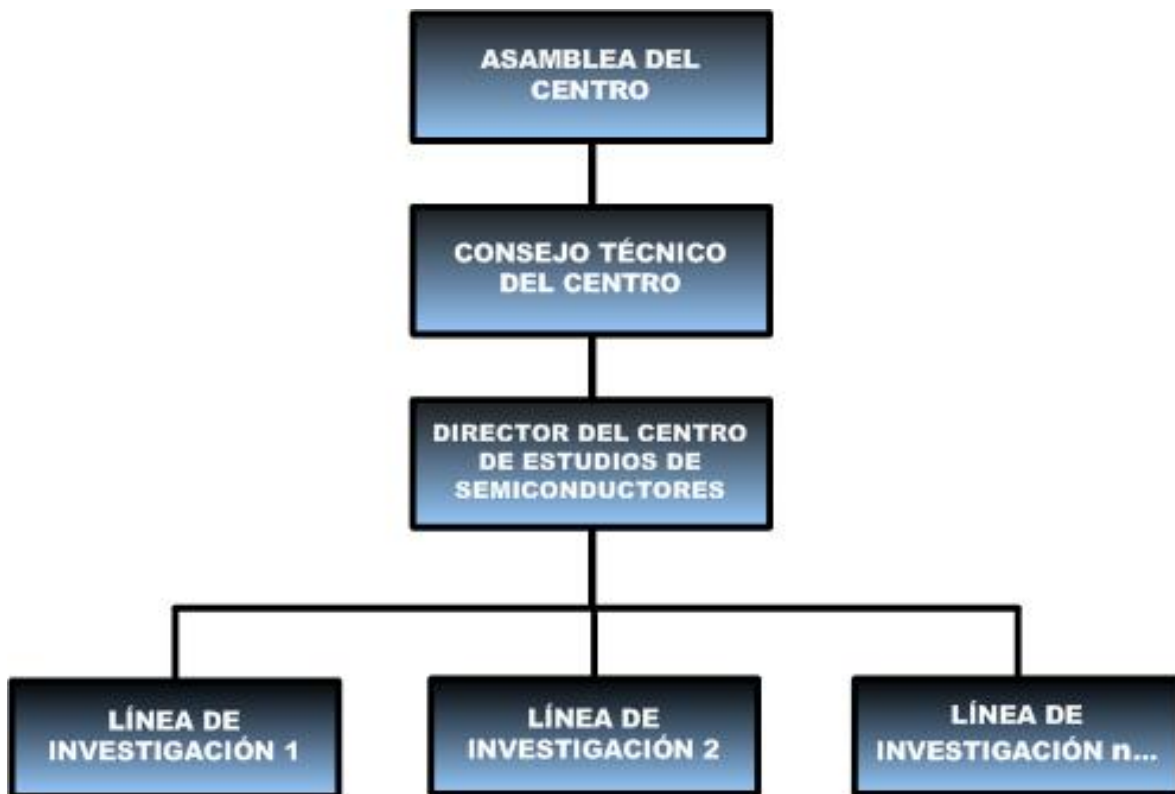 ASAMBLEA DEL
CENTRO
CONSEJO TÉCNICO
DEL CENTRO
DIRECTOR DEL CENTRO
DE ESTUDIOS DE
SEMICONDUCTORES
LÍNEA DE
INVESTIGACIÓN 1
LÍNEA DE
INVESTIGACIÓN 2
LÍNEA DE
INVESTIGACIÓN n...